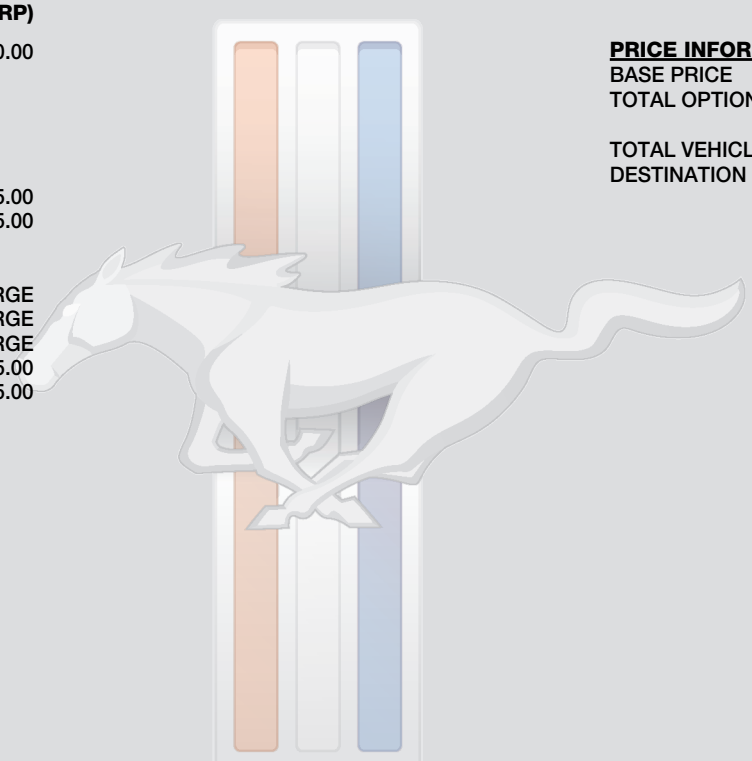 RP)
0.00
5.00
5.00
RGE
RGE
RGE
5.00
5.00
PRICE INFOR
BASE PRICE
TOTAL OPTION
TOTAL VEHICL
DESTINATION